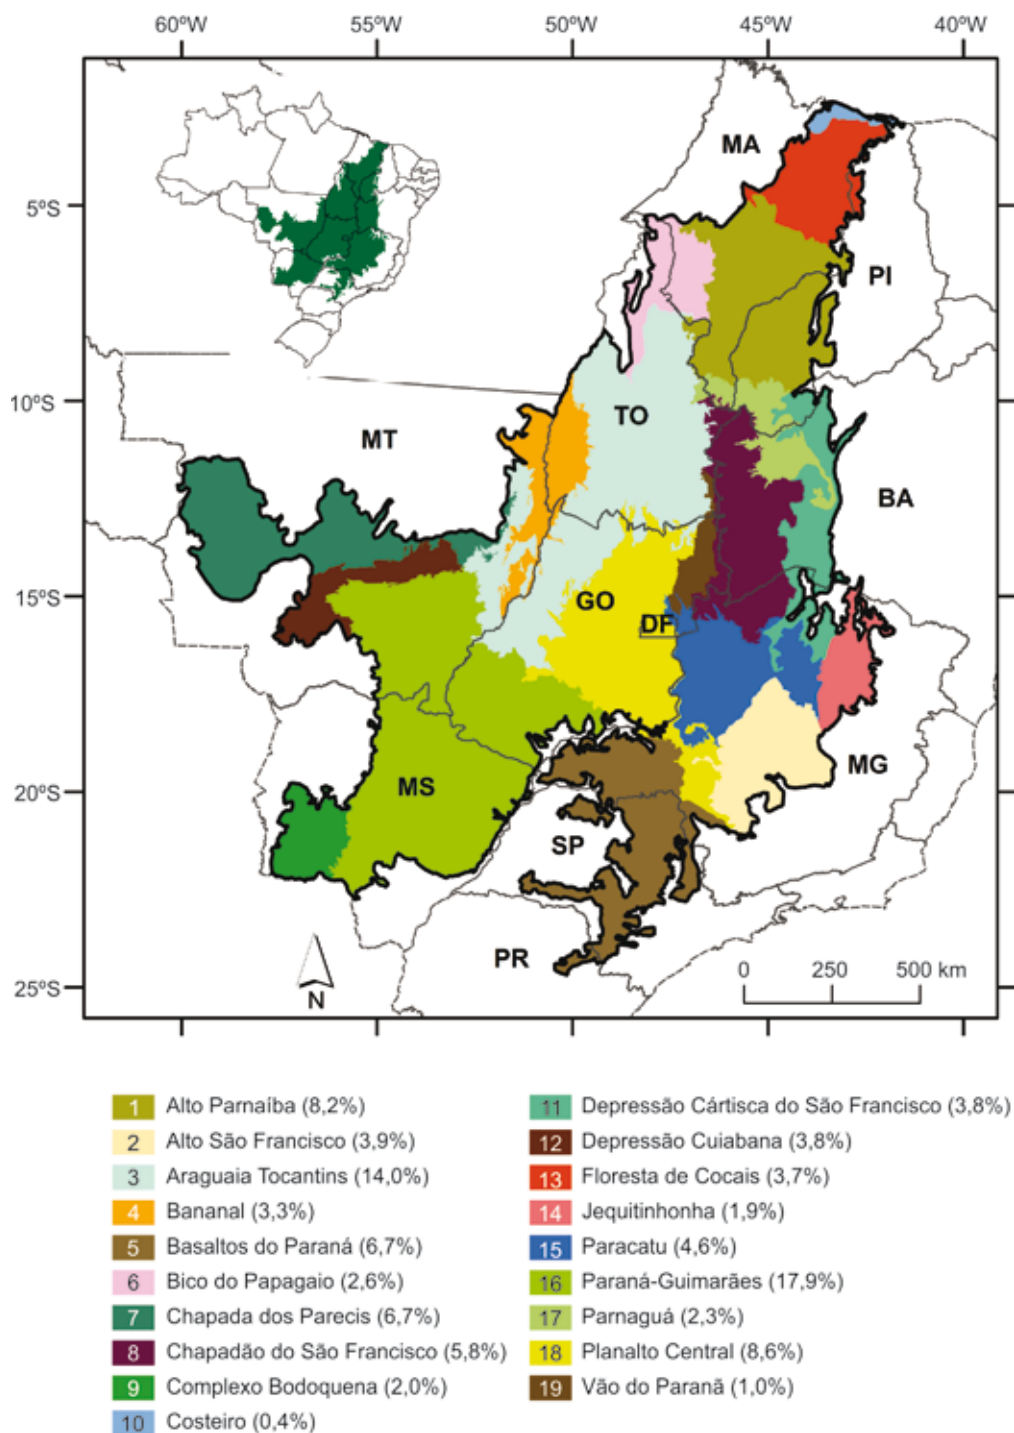 60ºW 55ºW 50ºW 45ºW 40ºW
MA
5ºS
PI
10ºS
TO
MT
BA
15ºS
GO
DF
MG
20ºS
MS
SP
PR
0 250 500 km
25ºS
N
1 Alto Parnaíba (8,2%)
2 Alto São Francisco (3,9%)
3 Araguaia Tocantins (14,0%)
4 Bananal (3,3%)
5 Basaltos do Paraná (6,7%)
6 Bico do Papagaio (2,6%)
7 Chapada dos Parecis (6,7%)
8 Chapadão do São Francisco (5,8%)
9 Complexo Bodoquena (2,0%)
10 Costeiro (0,4%)
11 Depressão Cártisca do São Francisco (3,8%)
12 Depressão Cuiabana (3,8%)
13 Floresta de Cocais (3,7%)
14 Jequitinhonha (1,9%)
15 Paracatu (4,6%)
16 Paraná-Guimarães (17,9%)
17 Parnaguá (2,3%)
18 Planalto Central (8,6%)
19 Vão do Paranã (1,0%)